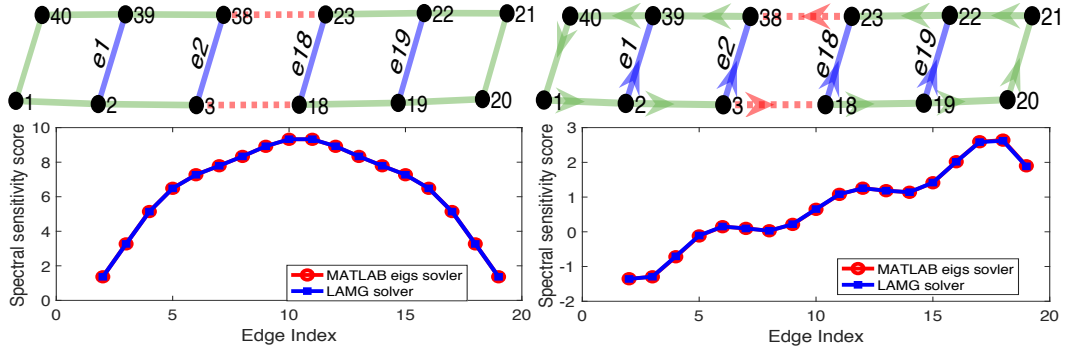 40 39 38 23 22 21
e1 e2 e18 e19
1 2 3 18 19 20
10
8
6
4
2
0
Spectral sensitivity score
MATLAB eigs sovler
LAMG solver
0 5 10 15 20
Edge Index
40 39 38 23 22 21
e1 e2 e18 e19
1 2 3 18 19 20
3
2
1
0
-1
-2
Spectral sensitivity score
MATLAB eigs sovler
LAMG solver
0 5 10 15 20
Edge Index